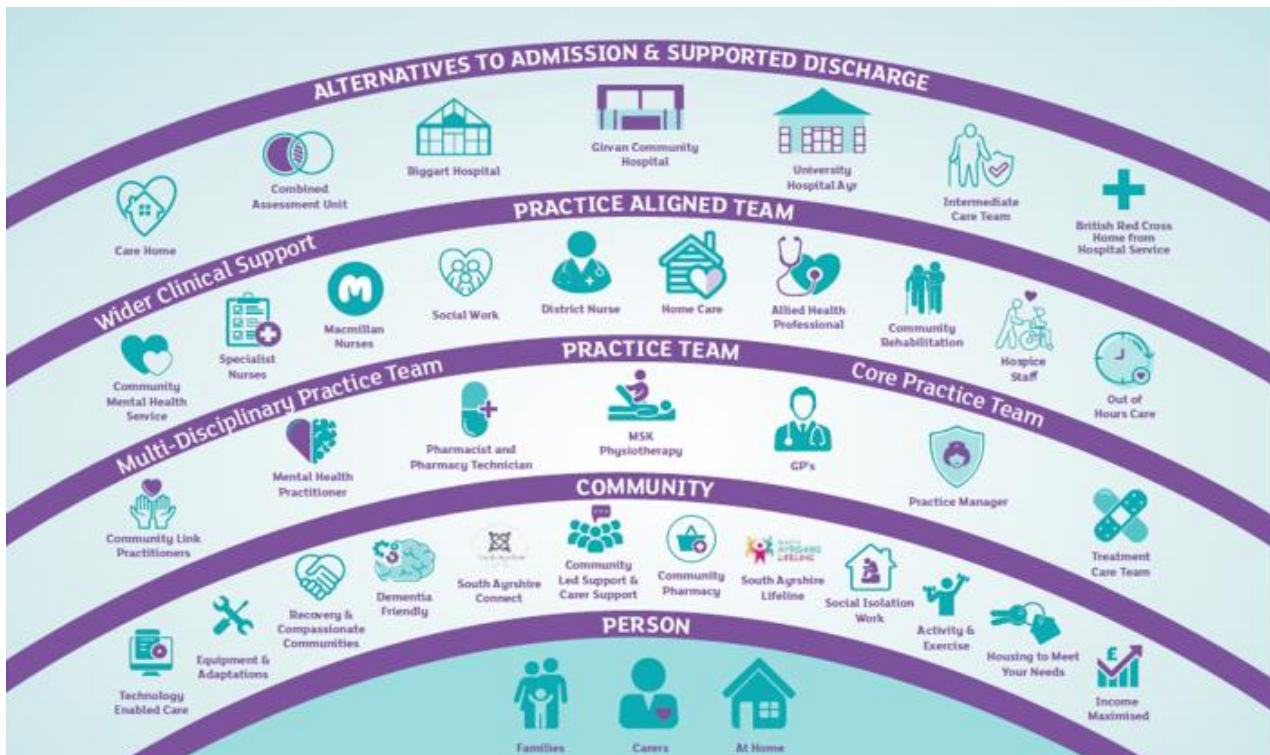 ALTERNATIVES TO ADMISSION & SUPPORTED DISCHARGE
Care Home
Combined
Assessment Unit
Biggart Hospital
Girvan Community
Hospital
University
Hospital Ayr
Intermediate
Care Team
British Red Cross
Home from
Hospital Service
Wider Clinical Support
PRACTICE ALIGNED TEAM
Community
Mental Health
Service
Specialist
Nurses
Macmillan
Nurses
Social Work
District Nurse
Home Care
Allied Health
Professional
Community
Rehabilitation
Hospice
Staff
Out of
Hours Care
Multi-Disciplinary Practice Team
PRACTICE TEAM
Core Practice Team
Community Link
Practitioners
Mental Health
Practitioner
Pharmacist and
Pharmacy Technician
MSK
Physiotherapy
GP's
Practice Manager
Treatment
Care Team
COMMUNITY
Technology
Enabled Care
Equipment &
Adaptations
Recovery &
Compassionate
Communities
Dementia
Friendly
South Ayrshire
Connect
Community
Led Support &
Carer Support
Community
Pharmacy
AYRSHIRE
LIFELINE
South Ayrshire
Lifeline
Social Isolation
Work
Activity &
Exercise
Housing to Meet
Your Needs
£
Income
Maximised
PERSON
Families
Carers
At Home